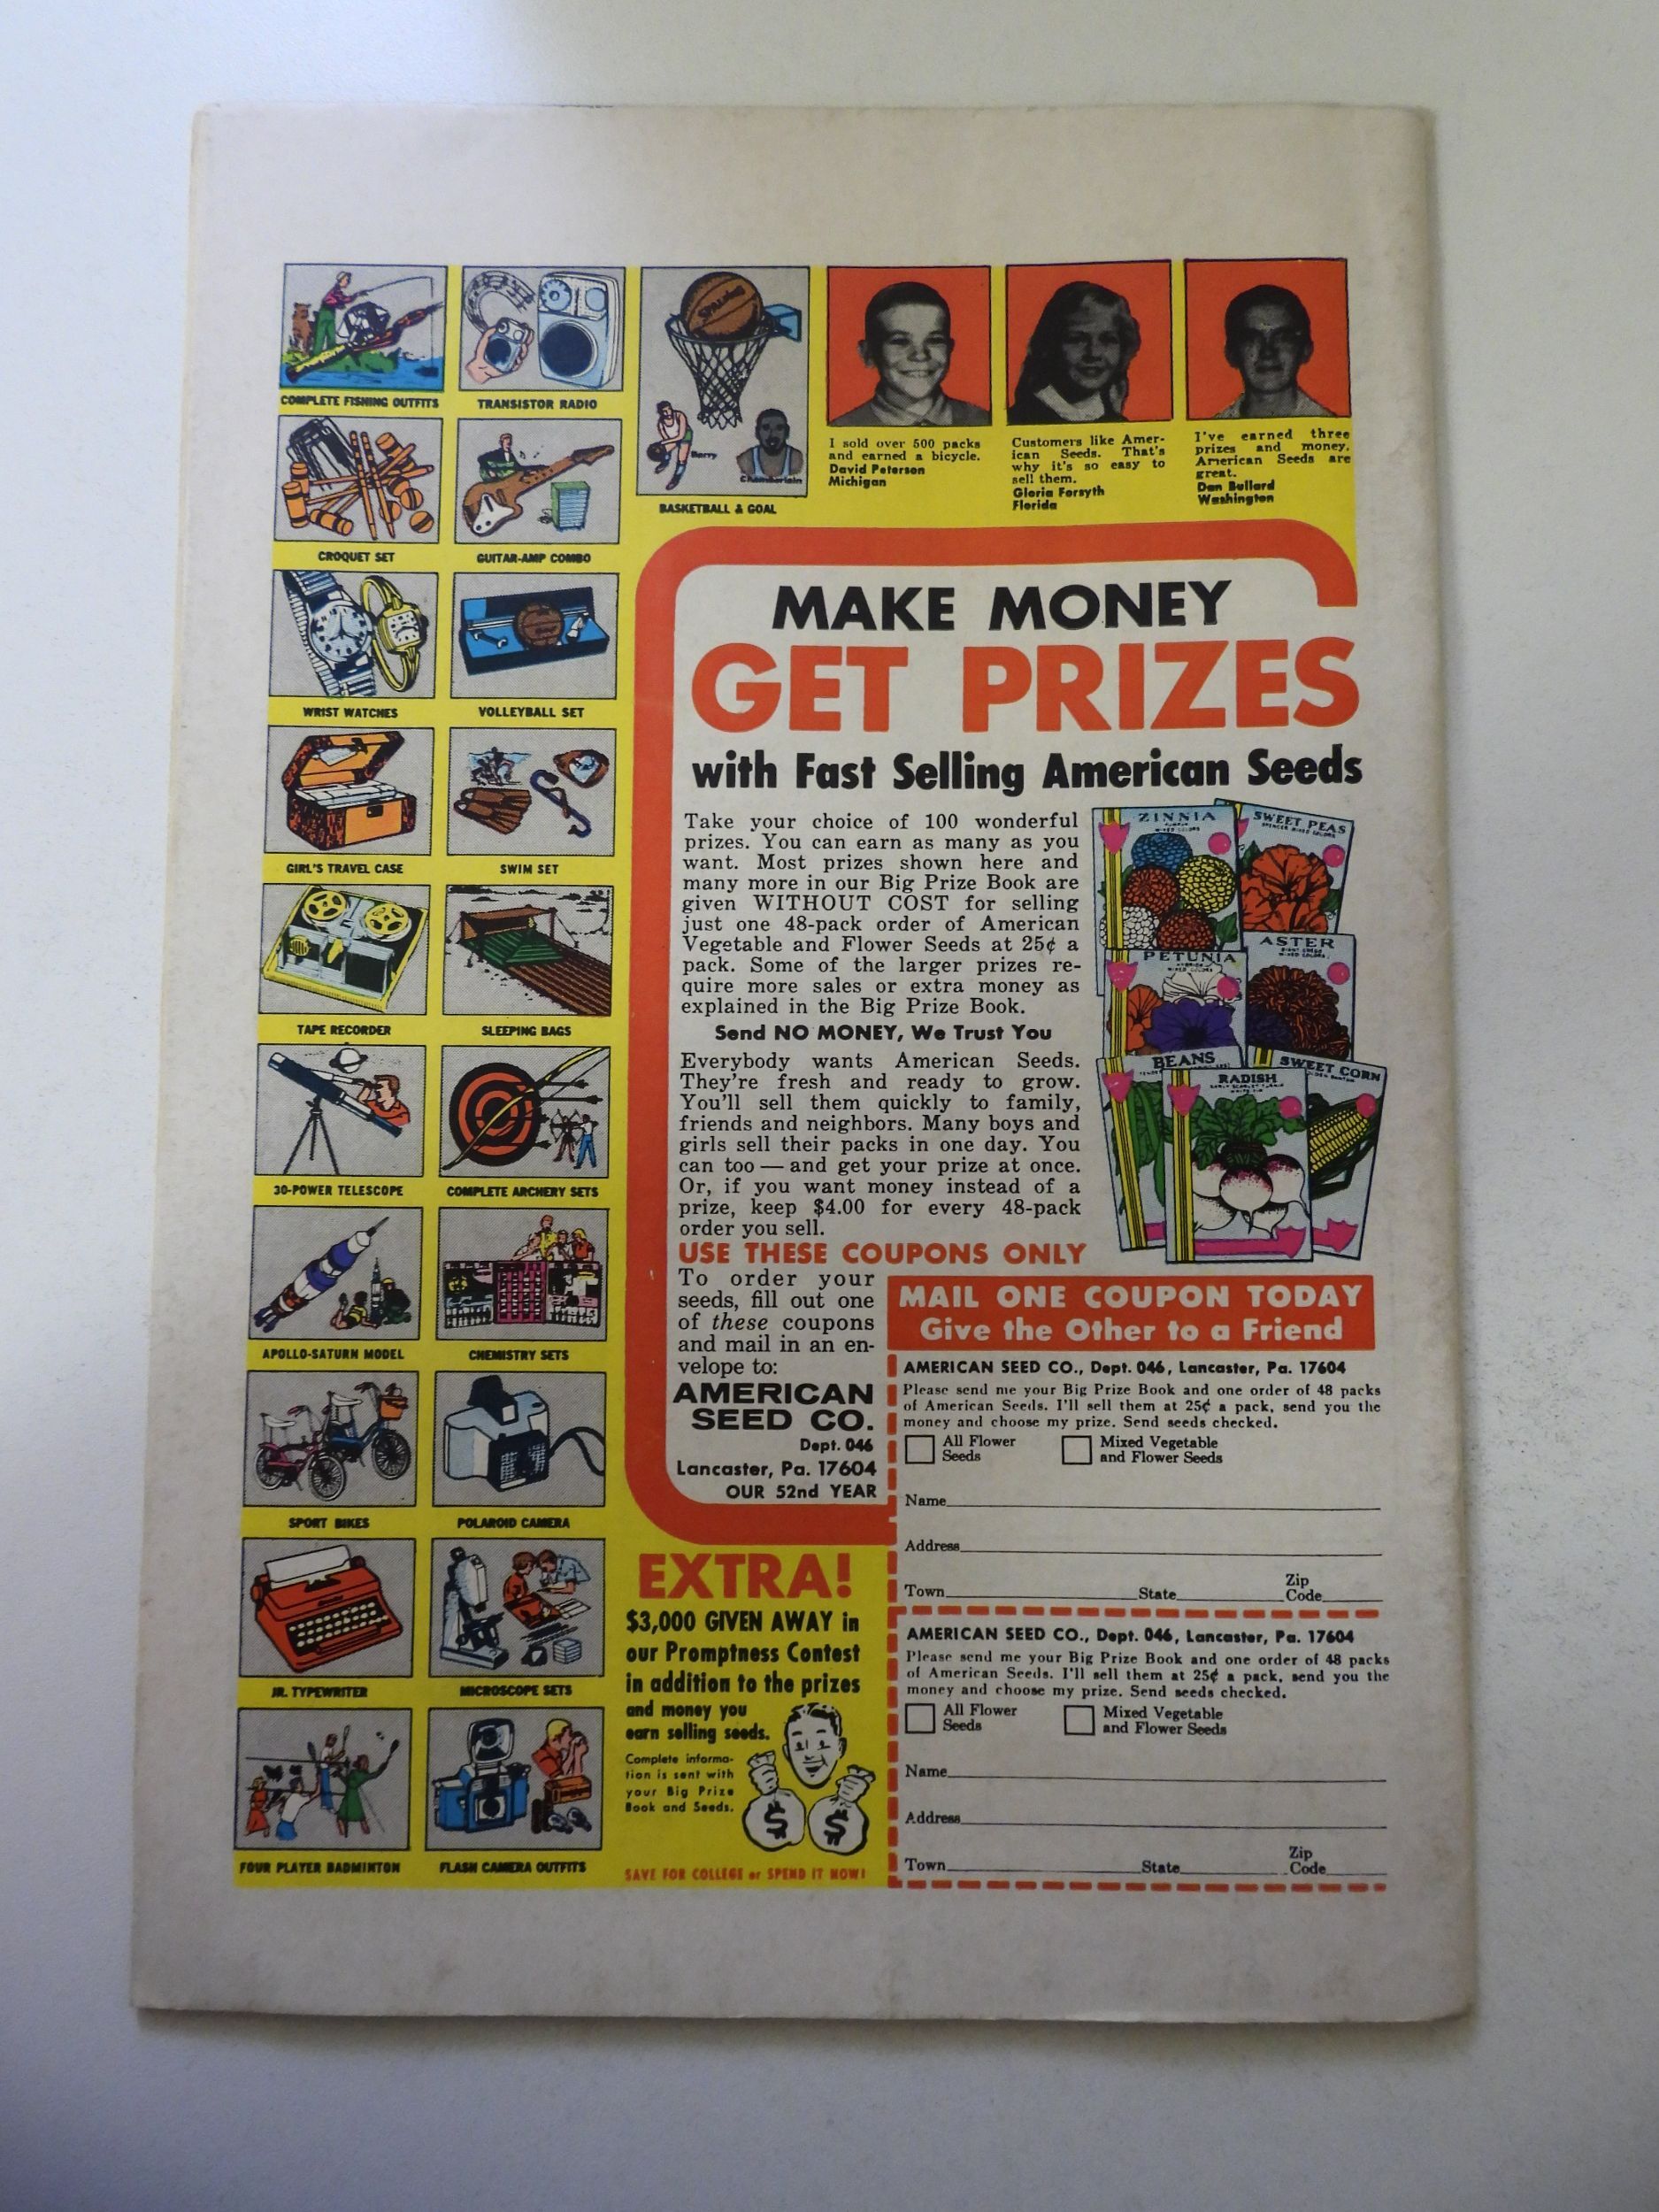 COMPLETE FISHING OUTFITS
TRANSISTOR RADIO
Spalding
Barry
Chamberlain
BASKETBALL & GOAL
I sold over 500 packs
and earned a bicycle.
David Peterson
Michigan
Customers like Amer-
ican Seeds. That's
why it's so easy to
sell them.
Gloria Forsyth
Florida
I've earned three
prizes and money.
American Seeds are
great.
Dan Bullard
Washington
CROQUET SET
GUITAR-AMP COMBO
WRIST WATCHES
VOLLEYBALL SET
GIRL'S TRAVEL CASE
SWIM SET
TAPE RECORDER
SLEEPING BAGS
30-POWER TELESCOPE
COMPLETE ARCHERY SETS
APOLLO-SATURN MODEL
CHEMISTRY SETS
SPORT BIKES
POLAROID CAMERA
JR. TYPEWRITER
MICROSCOPE SETS
FOUR PLAYER BADMINTON
FLASH CAMERA OUTFITS
MAKE MONEY
GET PRIZES
with Fast Selling American Seeds
Take your choice of 100 wonderful
prizes. You can earn as many as you
want. Most prizes shown here and
many more in our Big Prize Book are
given WITHOUT COST for selling
just one 48-pack order of American
Vegetable and Flower Seeds at 25¢ a
pack. Some of the larger prizes re-
quire more sales or extra money as
explained in the Big Prize Book.
Send NO MONEY, We Trust You
Everybody wants American Seeds.
They're fresh and ready to grow.
You'll sell them quickly to family,
friends and neighbors. Many boys and
girls sell their packs in one day. You
can too — and get your prize at once.
Or, if you want money instead of a
prize, keep $4.00 for every 48-pack
order you sell.
ZINNIA
MIXED COLORS
SWEET PEAS
SPENCER MIXED COLORS
PETUNIA
MIXED COLORS
ASTER
MIXED COLORS
BEANS
RADISH
SWEET CORN
USE THESE COUPONS ONLY
To order your
seeds, fill out one
of these coupons
and mail in an en-
velope to:
AMERICAN
SEED CO.
Dept. 046
Lancaster, Pa. 17604
OUR 52nd YEAR
MAIL ONE COUPON TODAY
Give the Other to a Friend
AMERICAN SEED CO., Dept. 046, Lancaster, Pa. 17604
Please send me your Big Prize Book and one order of 48 packs
of American Seeds. I'll sell them at 25¢ a pack, send you the
money and choose my prize. Send seeds checked.
All Flower
Seeds
Mixed Vegetable
and Flower Seeds
Name
Address
Town State Zip Code
AMERICAN SEED CO., Dept. 046, Lancaster, Pa. 17604
Please send me your Big Prize Book and one order of 48 packs
of American Seeds. I'll sell them at 25¢ a pack, send you the
money and choose my prize. Send seeds checked.
All Flower
Seeds
Mixed Vegetable
and Flower Seeds
Name
Address
Town State Zip Code
EXTRA!
$3,000 GIVEN AWAY in
our Promptness Contest
in addition to the prizes
and money you
earn selling seeds.
Complete informa-
tion is sent with
your Big Prize
Book and Seeds.
$ $
SAVE FOR COLLEGE or SPEND IT NOW!